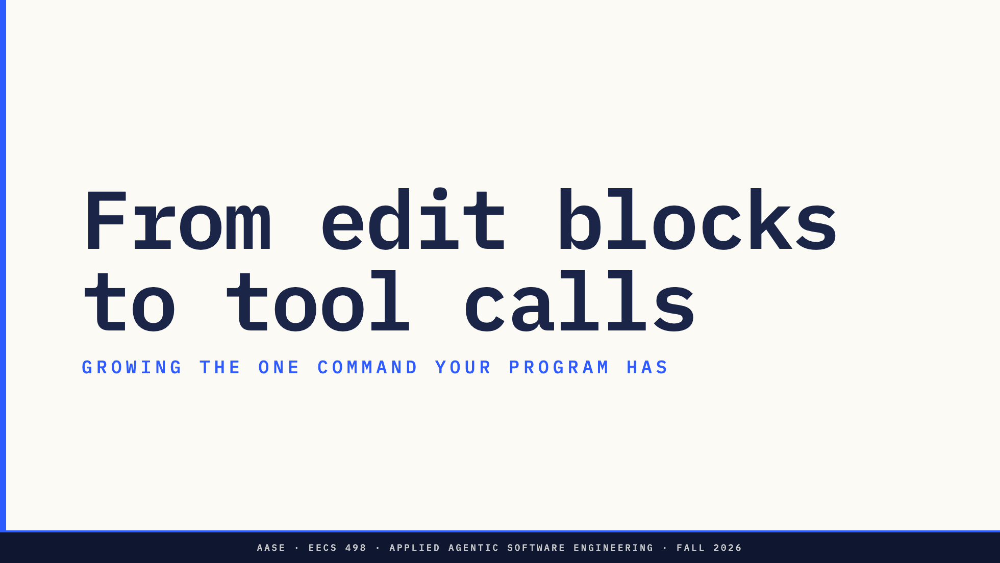 From edit blocks
to tool calls
GROWING THE ONE COMMAND YOUR PROGRAM HAS
AASE · EECS 498 · APPLIED AGENTIC SOFTWARE ENGINEERING · FALL 2026